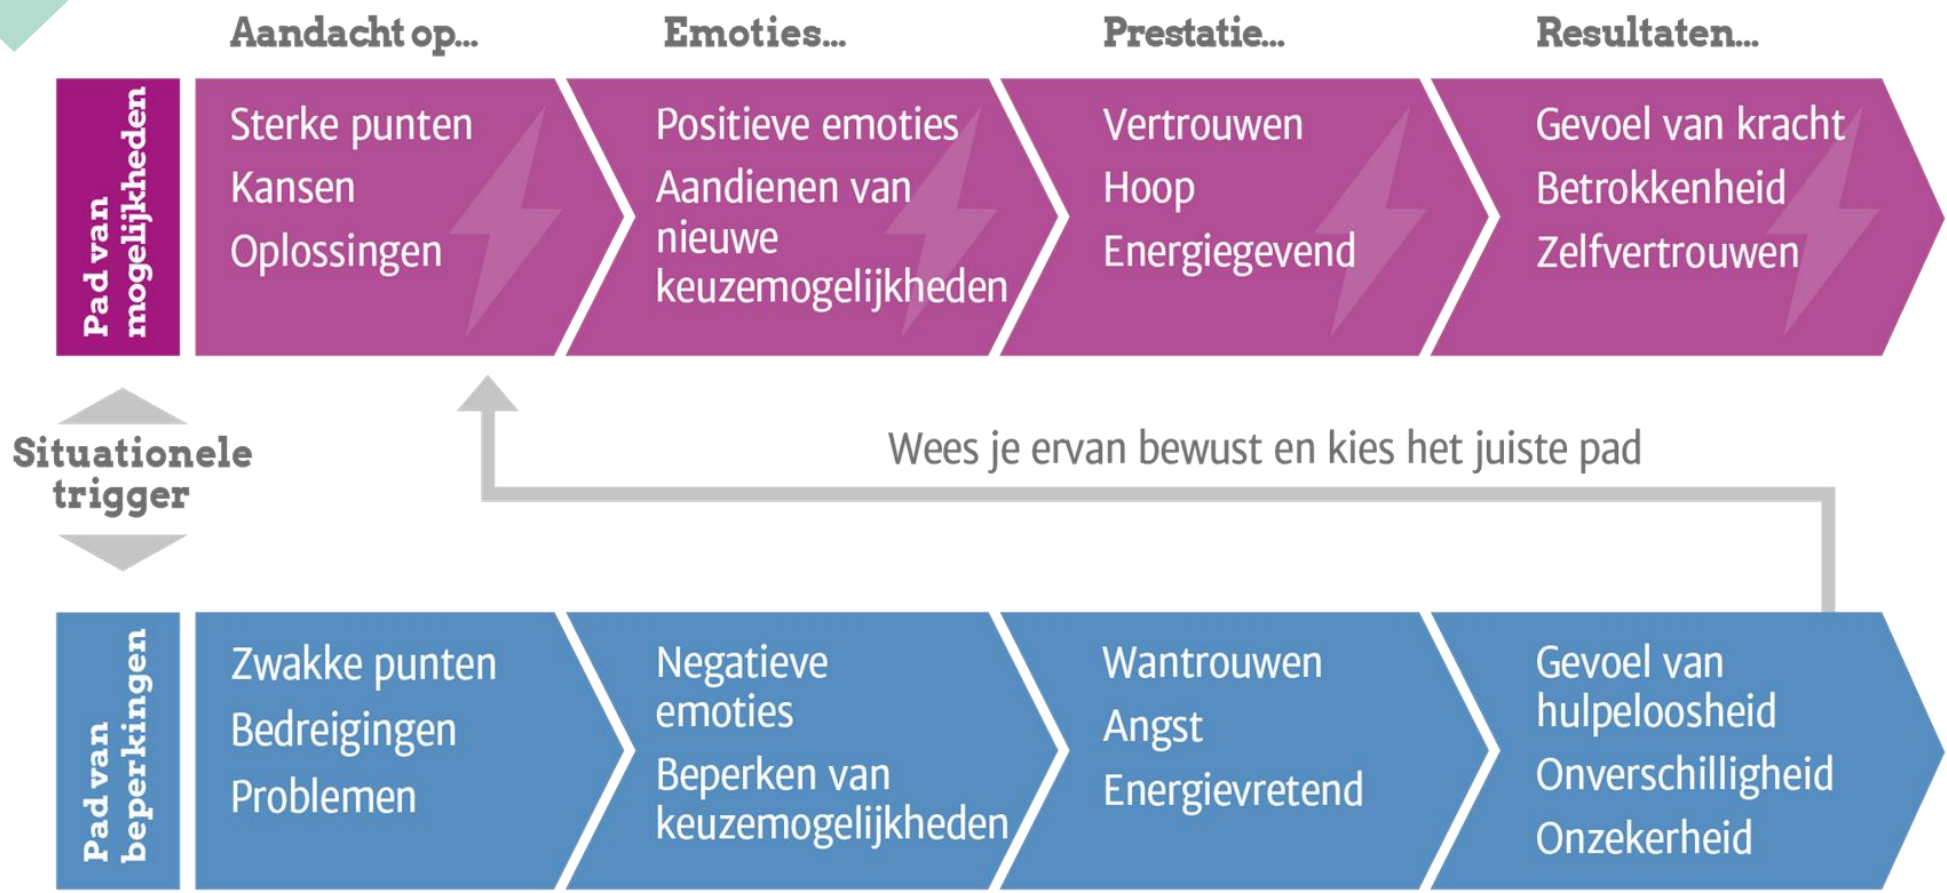 Aandacht op...
Emoties...
Prestatie...
Resultaten...
Pad van
mogelijkheden
Sterke punten
Kansen
Oplossingen
Positieve emoties
Aandienen van
nieuwe
keuzemogelijkheden
Vertrouwen
Hoop
Energiegevend
Gevoel van kracht
Betrokkenheid
Zelfvertrouwen
Situationele
trigger
Wees je ervan bewust en kies het juiste pad
Pad van
beperkingen
Zwakke punten
Bedreigingen
Problemen
Negatieve
emoties
Beperken van
keuzemogelijkheden
Wantrouwen
Angst
Energievretend
Gevoel van
hulpeloosheid
Onverschilligheid
Onzekerheid